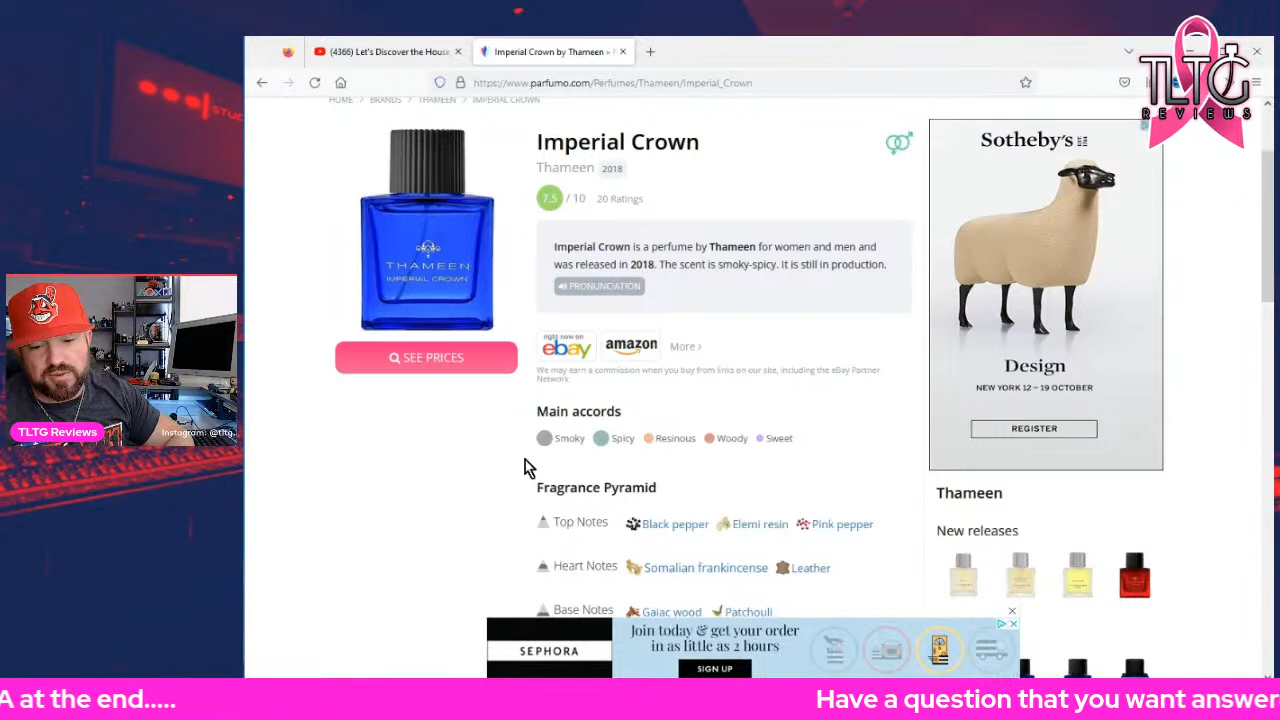 (4366) Let's Discover the House
Imperial Crown by Thameen »
https://www.parfumo.com/Perfumes/Thameen/Imperial_Crown
TLTG
REVIEWS
HOME > BRANDS > THAMEEN > IMPERIAL CROWN
Imperial Crown
Thameen 2018
7.5 / 10 20 Ratings
Imperial Crown is a perfume by Thameen for women and men and
was released in 2018. The scent is smoky-spicy. It is still in production.
PRONUNCIATION
THAMEEN
IMPERIAL CROWN
SEE PRICES
right now on
ebay
amazon
More >
We may earn a commission when you buy from links on our site, including the eBay Partner
Network
Main accords
Smoky Spicy Resinous Woody Sweet
Fragrance Pyramid
Top Notes Black pepper Elemi resin Pink pepper
Heart Notes Somalian frankincense Leather
Base Notes Gaiac wood Patchouli
Sotheby's
Design
NEW YORK 12 – 19 OCTOBER
REGISTER
Thameen
New releases
SEPHORA
Join today & get your order
in as little as 2 hours
SIGN UP
TLTG Reviews
Instagram: @tltg
A at the end.....
Have a question that you want answer